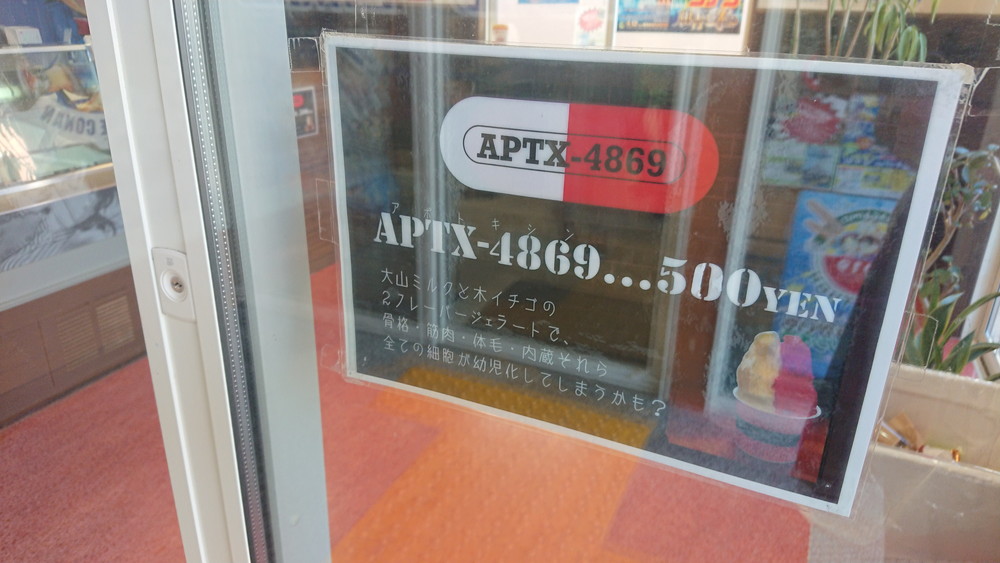 APTX-4869
アポトキシン
APTX-4869...500YEN
大山ミルクと木イチゴの
2フレーバージェラートで、
骨格・筋肉・体毛・内蔵それら
全ての細胞が幼児化してしまうかも?